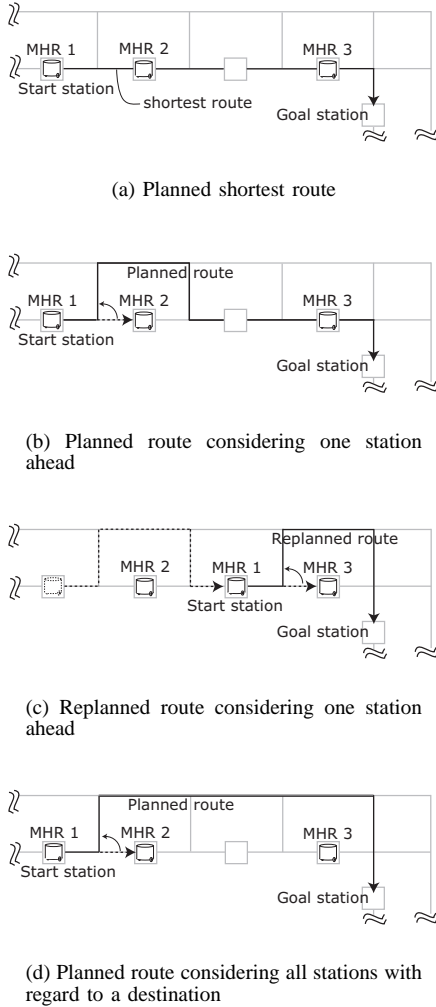 MHR 1
MHR 2
MHR 3
Start station
shortest route
Goal station
(a) Planned shortest route
Planned route
MHR 1
MHR 2
MHR 3
Start station
Goal station
(b) Planned route considering one station
ahead
Replanned route
MHR 2
MHR 1
MHR 3
Start station
Goal station
(c) Replanned route considering one station
ahead
Planned route
MHR 1
MHR 2
MHR 3
Start station
Goal station
(d) Planned route considering all stations with
regard to a destination